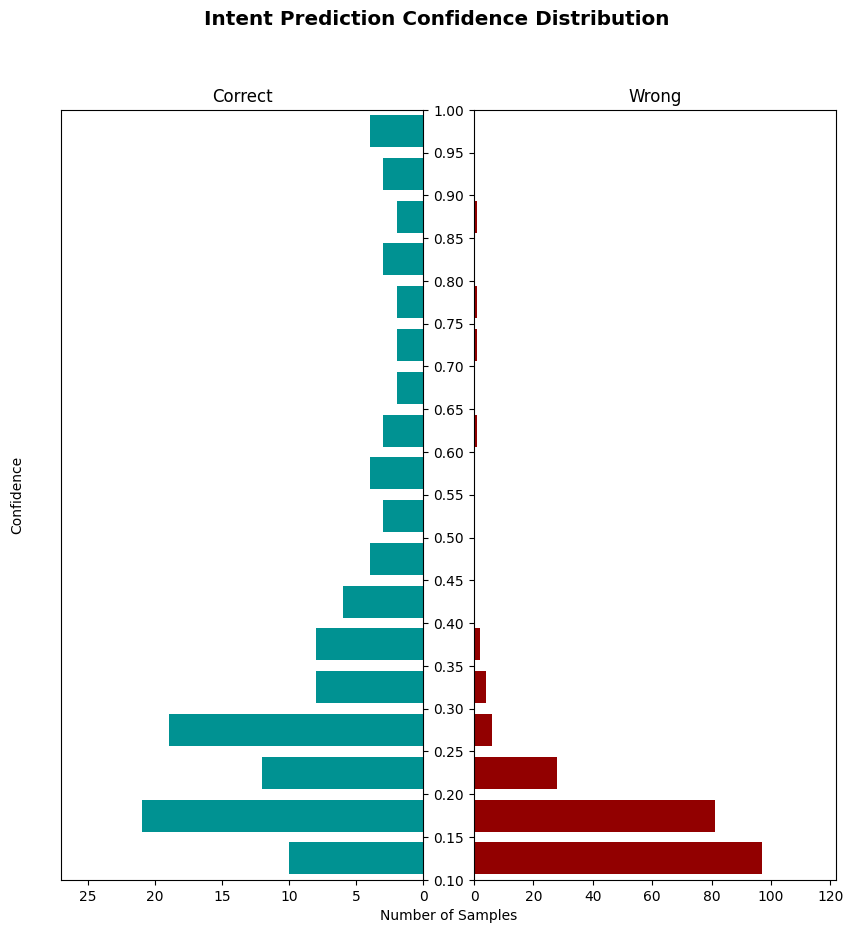 Intent Prediction Confidence Distribution
Correct
Wrong
1.00
0.95
0.90
0.85
0.80
0.75
0.70
0.65
0.60
0.55
0.50
0.45
0.40
0.35
0.30
0.25
0.20
0.15
0.10
Confidence
25 20 15 10 5 0
0 20 40 60 80 100 120
Number of Samples